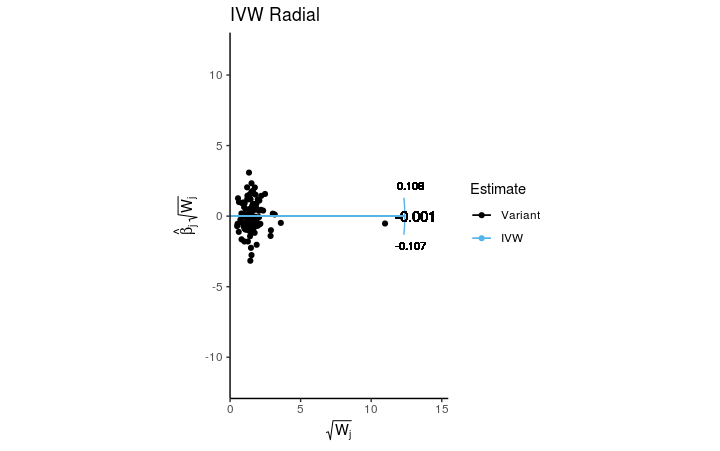 IVW Radial
10
5
0
-5
-10
β̂j√Wj
0.108
-0.001
-0.107
Estimate
Variant
IVW
0
5
10
15
√Wj